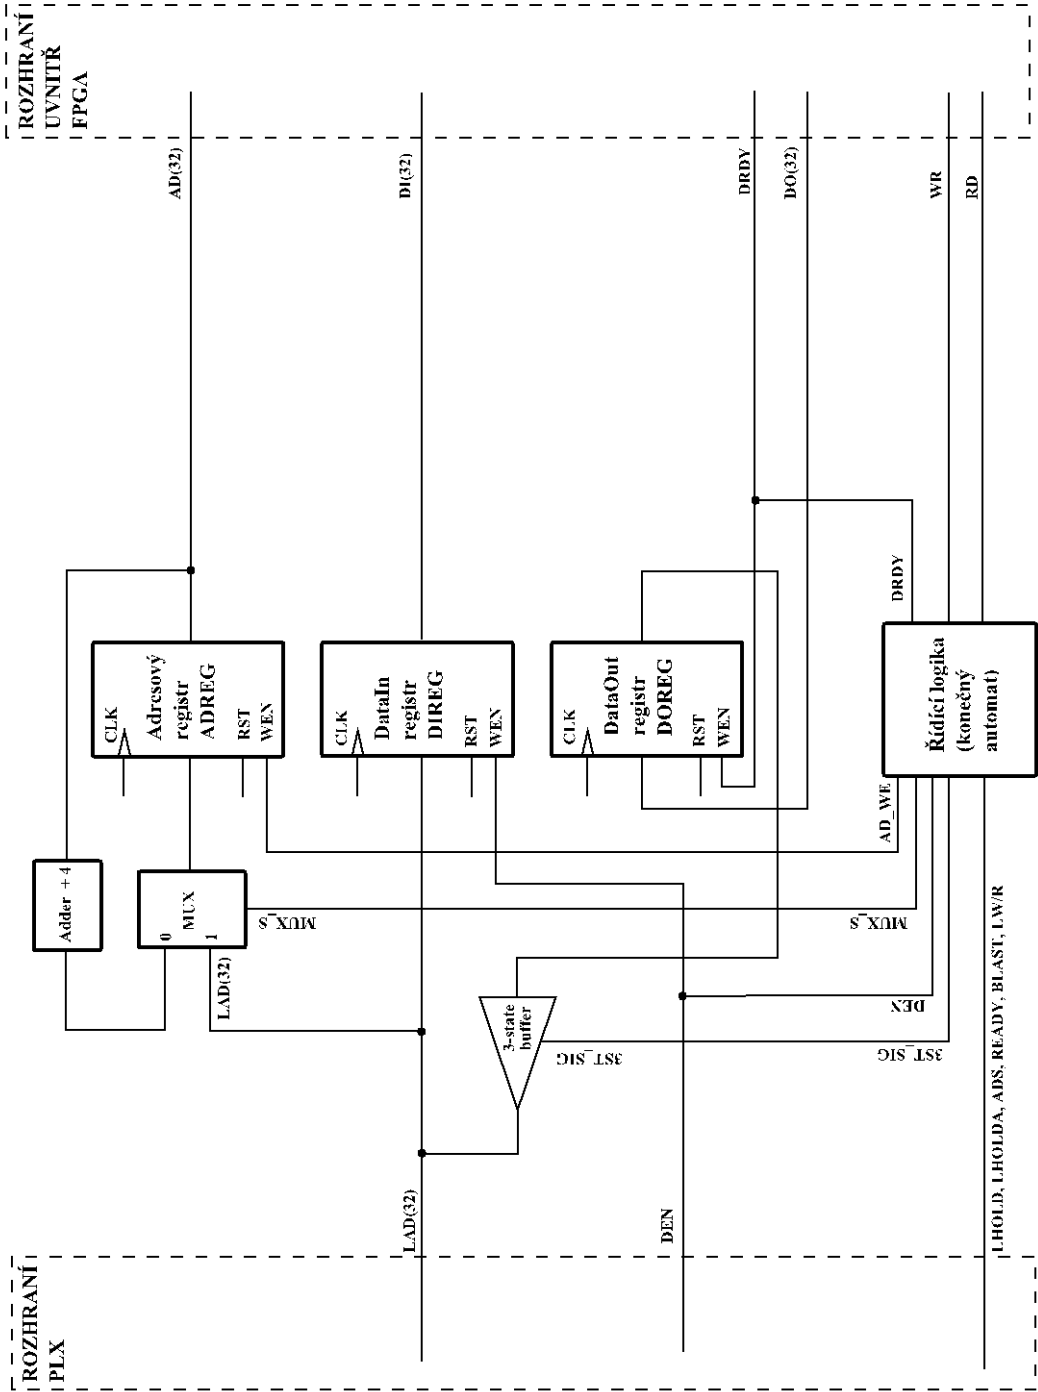 ROZHRANÍ
PLX
ROZHRANÍ
UVNITŘ
FPGA
Adder + 4
0
MUX
1
LAD(32)
MUX_S
CLK
Adresový
registr
ADREG
RST
WEN
AD(32)
LAD(32)
CLK
DataIn
registr
DIREG
RST
WEN
DI(32)
3-state
buffer
3ST_SIG
CLK
DataOut
registr
DOREG
RST
WEN
DRDY
DO(32)
DEN
MUX_S
AD_WE
DEN
3ST_SIG
DRDY
Řídící logika
(konečný
automat)
WR
RD
LHOLD, LHOLDA, ADS, READY, BLAST, LW/R